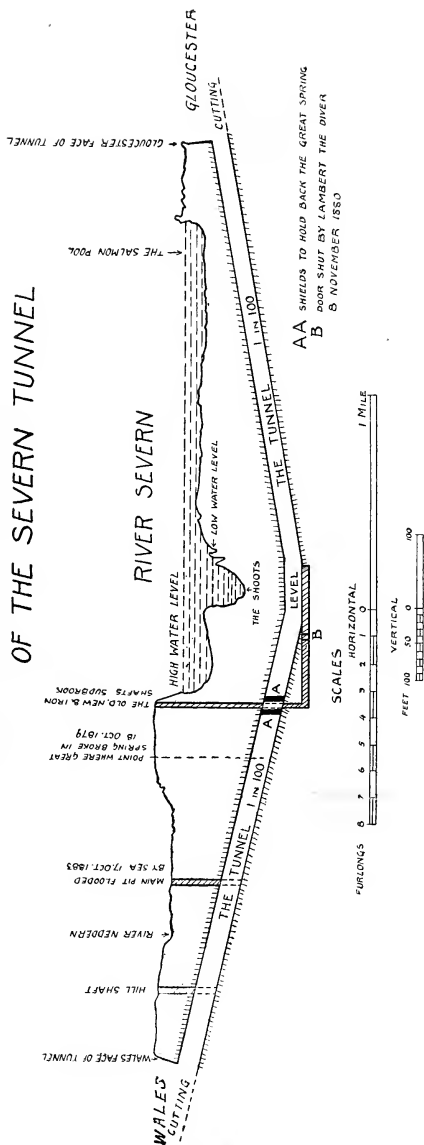 OF THE SEVERN TUNNEL
WALES
CUTTING
WALES FACE OF TUNNEL
HILL SHAFT
RIVER NEDDERN
MAIN PIT FLOODED
BY SEA 17, OCT. 1883
POINT WHERE GREAT
SPRING BROKE IN
18 OCT. 1879
THE OLD, NEW & IRON
SHAFTS SUDBROOK
HIGH WATER LEVEL
RIVER SEVERN
LOW WATER LEVEL
THE SHOOTS
THE SALMON POOL
GLOUCESTER FACE OF TUNNEL
GLOUCESTER
CUTTING
THE TUNNEL 1 IN 100
A
A
LEVEL
B
THE TUNNEL 1 IN 100
AA SHIELDS TO HOLD BACK THE GREAT SPRING
B DOOR SHUT BY LAMBERT THE DIVER
8 NOVEMBER 1880
SCALES
HORIZONTAL
FURLONGS 8 7 6 5 4 3 2 1 0 1 MILE
VERTICAL
FEET 100 50 0 100